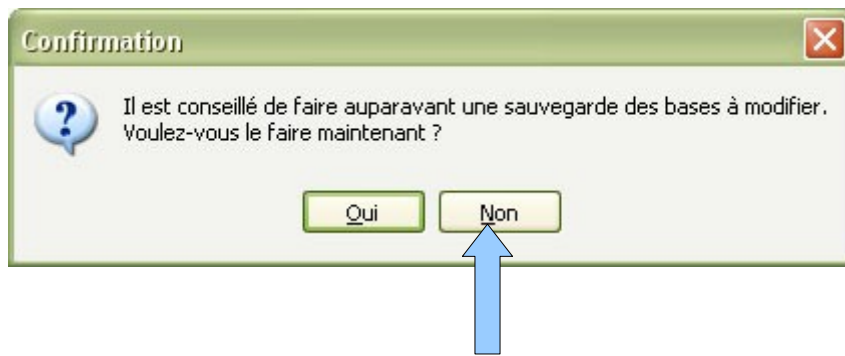 Confirmation
Il est conseillé de faire auparavant une sauvegarde des bases à modifier.
Voulez-vous le faire maintenant ?
Oui
Non